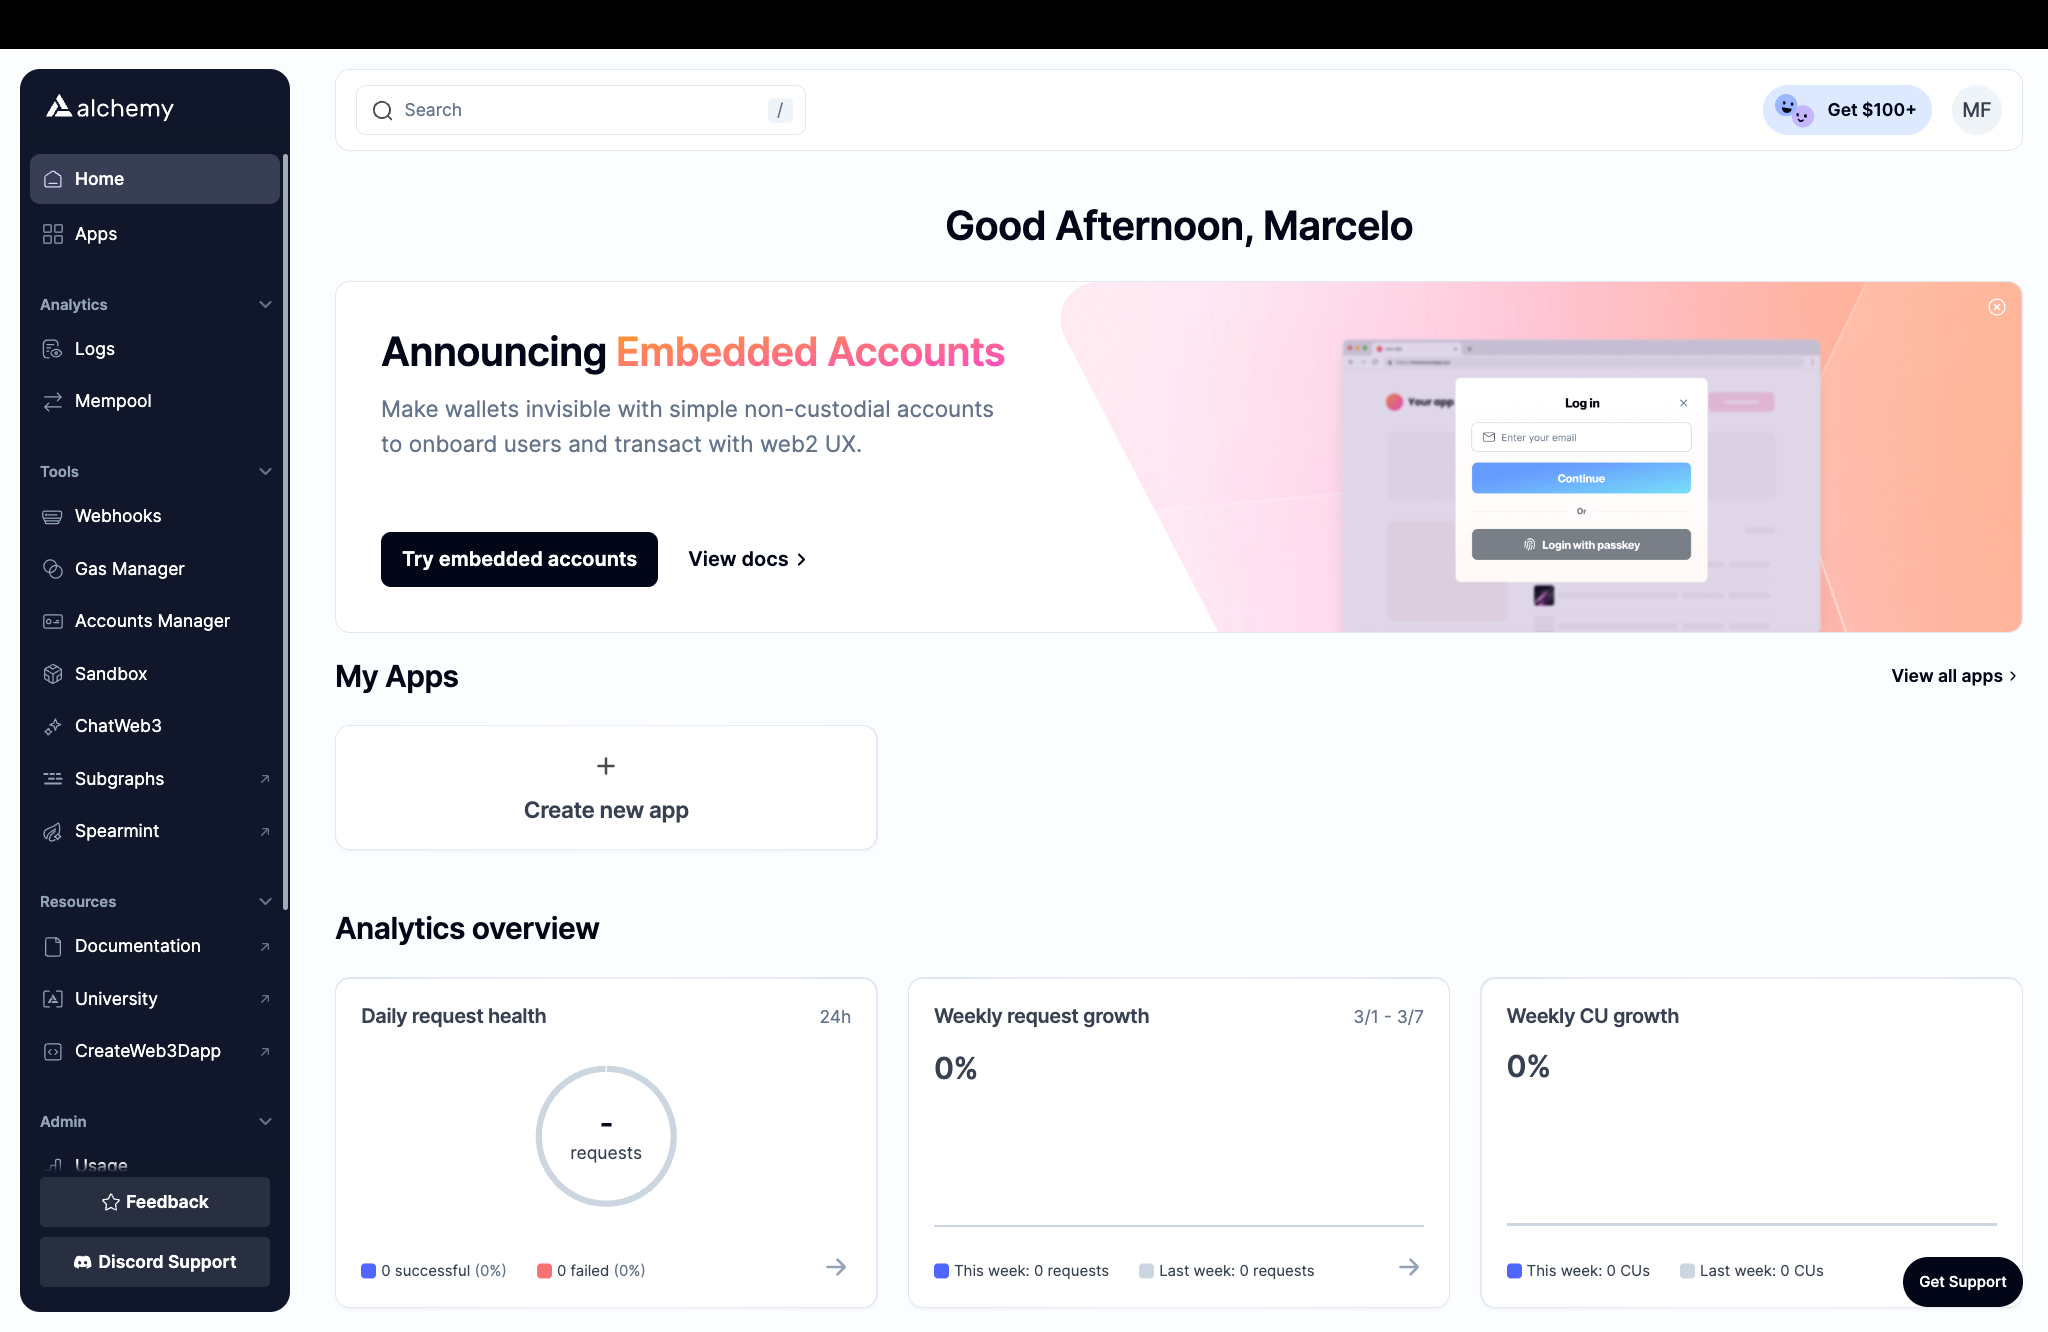 alchemy
Home
Apps
Analytics
Logs
Mempool
Tools
Webhooks
Gas Manager
Accounts Manager
Sandbox
ChatWeb3
Subgraphs
Spearmint
Resources
Documentation
University
CreateWeb3Dapp
Admin
Usage
Feedback
Discord Support
Search
/
Get $100+
MF
Good Afternoon, Marcelo
Announcing Embedded Accounts
Make wallets invisible with simple non-custodial accounts
to onboard users and transact with web2 UX.
Try embedded accounts
View docs
Your app
Log in
Enter your email
Continue
Or
Login with passkey
My Apps
View all apps
+
Create new app
Analytics overview
Daily request health
24h
-
requests
0 successful (0%)
0 failed (0%)
Weekly request growth
3/1 - 3/7
0%
This week: 0 requests
Last week: 0 requests
Weekly CU growth
0%
This week: 0 CUs
Last week: 0 CUs
Get Support